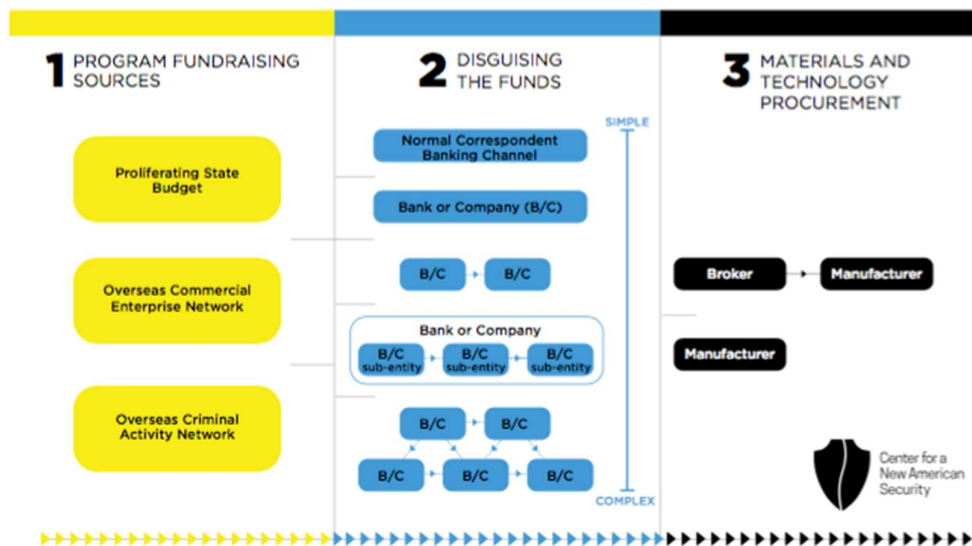 1 PROGRAM FUNDRAISING
SOURCES
Proliferating State
Budget
Overseas Commercial
Enterprise Network
Overseas Criminal
Activity Network
2 DISGUISING
THE FUNDS
SIMPLE
Normal Correspondent
Banking Channel
Bank or Company (B/C)
B/C B/C
Bank or Company
B/C B/C B/C
sub-entity sub-entity sub-entity
B/C B/C
B/C B/C B/C
COMPLEX
3 MATERIALS AND
TECHNOLOGY
PROCUREMENT
Broker Manufacturer
Manufacturer
Center for a
New American
Security